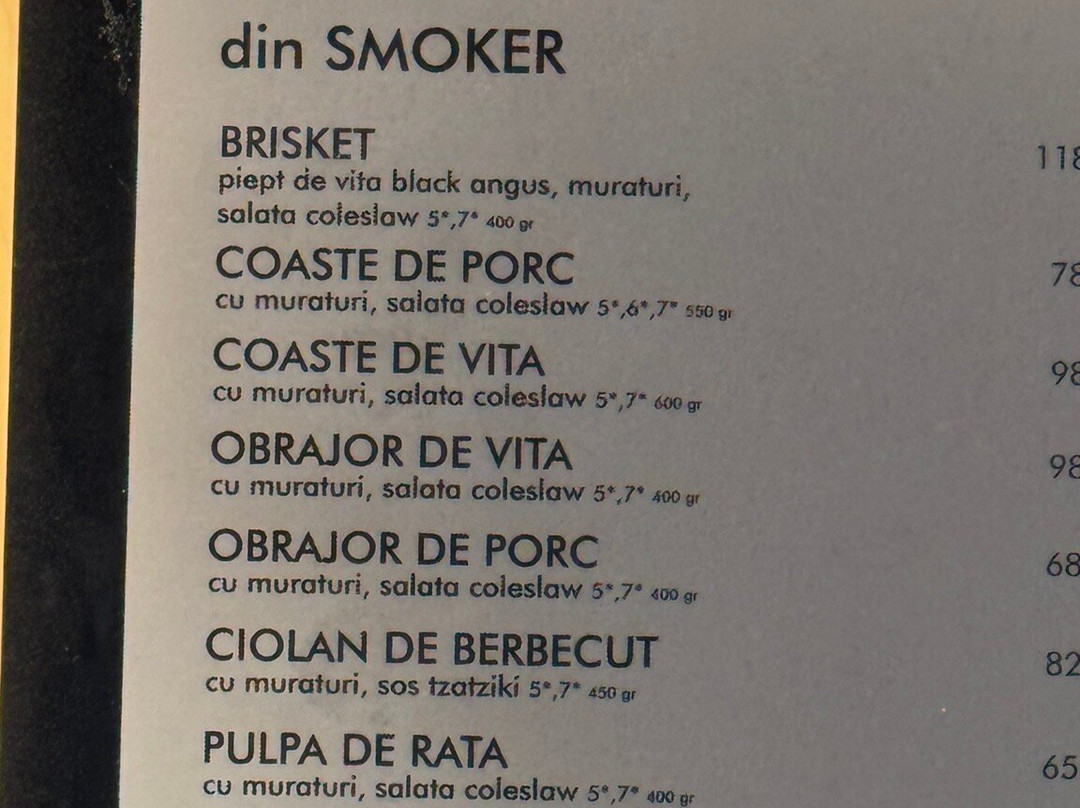 din SMOKER
BRISKET 118
piept de vita black angus, muraturi,
salata coleslaw 5*,7* 400 gr
COASTE DE PORC 78
cu muraturi, salata coleslaw 5*,6*,7* 550 gr
COASTE DE VITA 98
cu muraturi, salata coleslaw 5*,7* 600 gr
OBRAJOR DE VITA 98
cu muraturi, salata coleslaw 5*,7* 400 gr
OBRAJOR DE PORC 68
cu muraturi, salata coleslaw 5*,7* 400 gr
CIOLAN DE BERBECUT 82
cu muraturi, sos tzatziki 5*,7* 450 gr
PULPA DE RATA 65
cu muraturi, salata coleslaw 5*,7* 400 gr